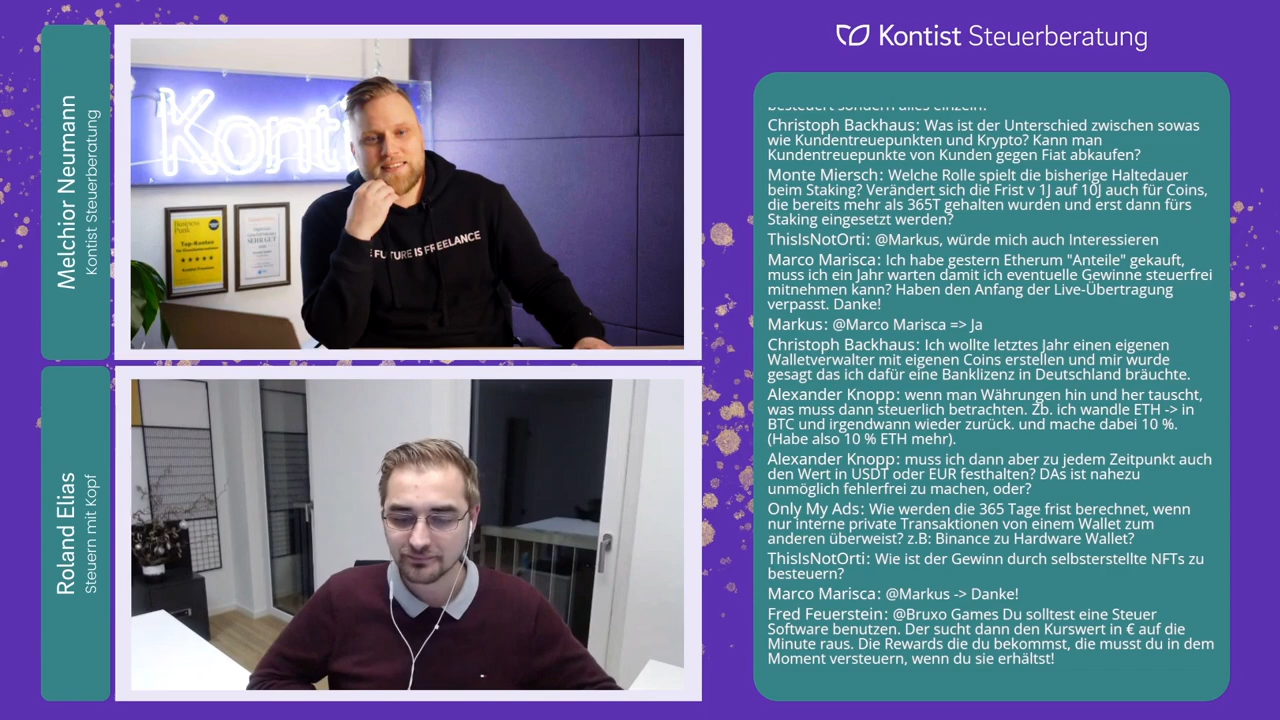 Melchior Neumann
Kontist Steuerberatung
Konti
Business
Punk
Top-Konten
★★★★★
SEHR GUT
FUTURE IS FREELANCE
Roland Elias
Steuern mit Kopf
Kontist Steuerberatung
besteuert sondern alles einzeln.
Christoph Backhaus: Was ist der Unterschied zwischen sowas
wie Kundentreuepunkten und Krypto? Kann man
Kundentreuepunkte von Kunden gegen Fiat abkaufen?
Monte Miersch: Welche Rolle spielt die bisherige Haltedauer
beim Staking? Verändert sich die Frist v 1J auf 10J auch für Coins,
die bereits mehr als 365T gehalten wurden und erst dann fürs
Staking eingesetzt werden?
ThisIsNotOrti: @Markus, würde mich auch Interessieren
Marco Marisca: Ich habe gestern Etherum "Anteile" gekauft,
muss ich ein Jahr warten damit ich eventuelle Gewinne steuerfrei
mitnehmen kann? Haben den Anfang der Live-Übertragung
verpasst. Danke!
Markus: @Marco Marisca => Ja
Christoph Backhaus: Ich wollte letztes Jahr einen eigenen
Walletverwalter mit eigenen Coins erstellen und mir wurde
gesagt das ich dafür eine Banklizenz in Deutschland bräuchte.
Alexander Knopp: wenn man Währungen hin und her tauscht,
was muss dann steuerlich betrachten. Zb. ich wandle ETH -> in
BTC und irgendwann wieder zurück. und mache dabei 10 %.
(Habe also 10 % ETH mehr).
Alexander Knopp: muss ich dann aber zu jedem Zeitpunkt auch
den Wert in USDT oder EUR festhalten? DAs ist nahezu
unmöglich fehlerfrei zu machen, oder?
Only My Ads: Wie werden die 365 Tage frist berechnet, wenn
nur interne private Transaktionen von einem Wallet zum
anderen überweist? z.B: Binance zu Hardware Wallet?
ThisIsNotOrti: Wie ist der Gewinn durch selbsterstellte NFTs zu
besteuern?
Marco Marisca: @Markus -> Danke!
Fred Feuerstein: @Bruxo Games Du solltest eine Steuer
Software benutzen. Der sucht dann den Kurswert in € auf die
Minute raus. Die Rewards die du bekommst, die musst du in dem
Moment versteuern, wenn du sie erhältst!